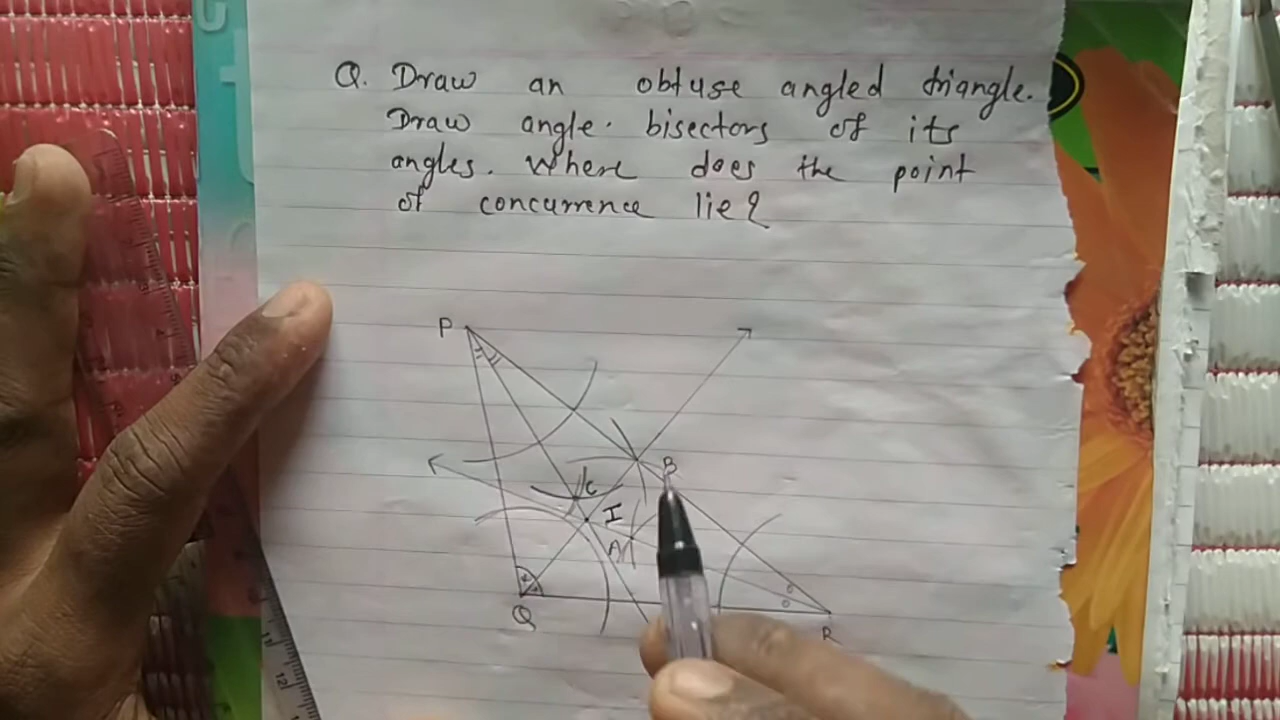 Q. Draw an obtuse angled triangle.
Draw angle bisectors of its
angles. Where does the point
of concurrence lie?
P
B
C
I
A
Q
R